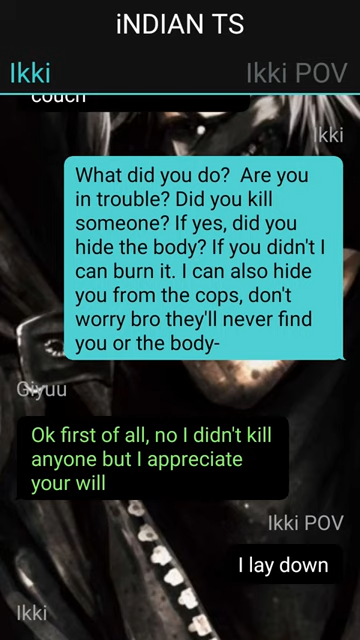 iNDIAN TS
Ikki
Ikki POV
couch
Ikki
What did you do?  Are you
in trouble? Did you kill
someone? If yes, did you
hide the body? If you didn't I
can burn it. I can also hide
you from the cops, don't
worry bro they'll never find
you or the body-
Giyuu
Ok first of all, no I didn't kill
anyone but I appreciate
your will
Ikki POV
I lay down
Ikki